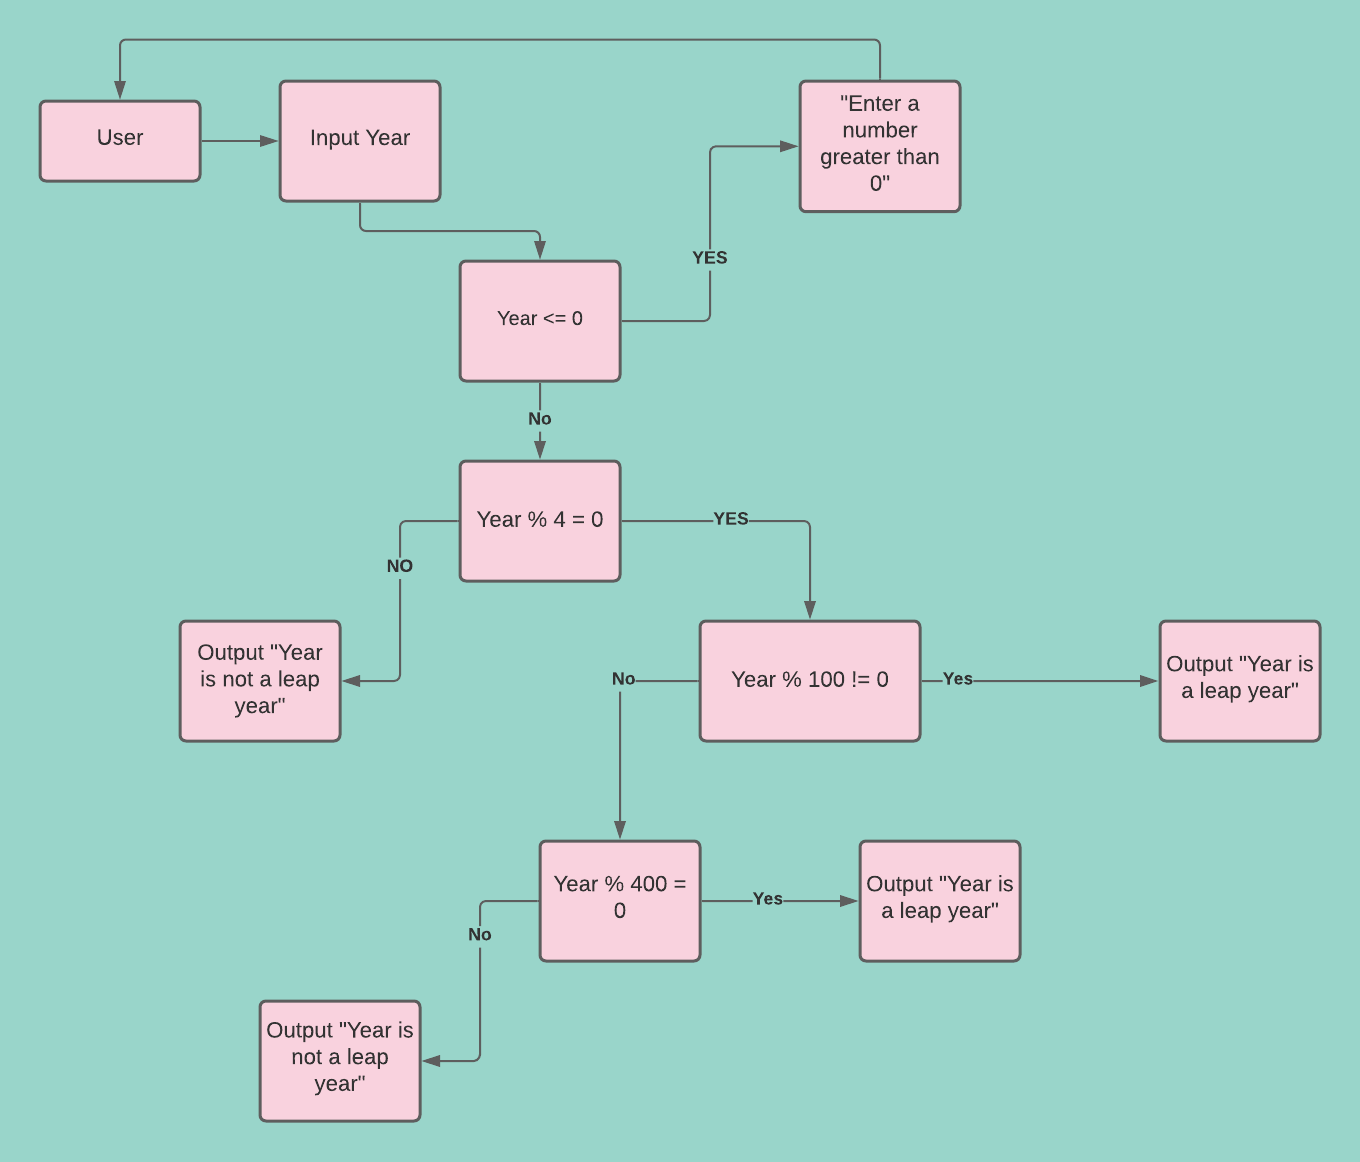 User
Input Year
"Enter a
number
greater than
0"
YES
Year <= 0
No
Year % 4 = 0
YES
NO
Output "Year
is not a leap
year"
No
Year % 100 != 0
Yes
Output "Year is
a leap year"
Year % 400 =
0
Yes
Output "Year is
a leap year"
No
Output "Year is
not a leap
year"